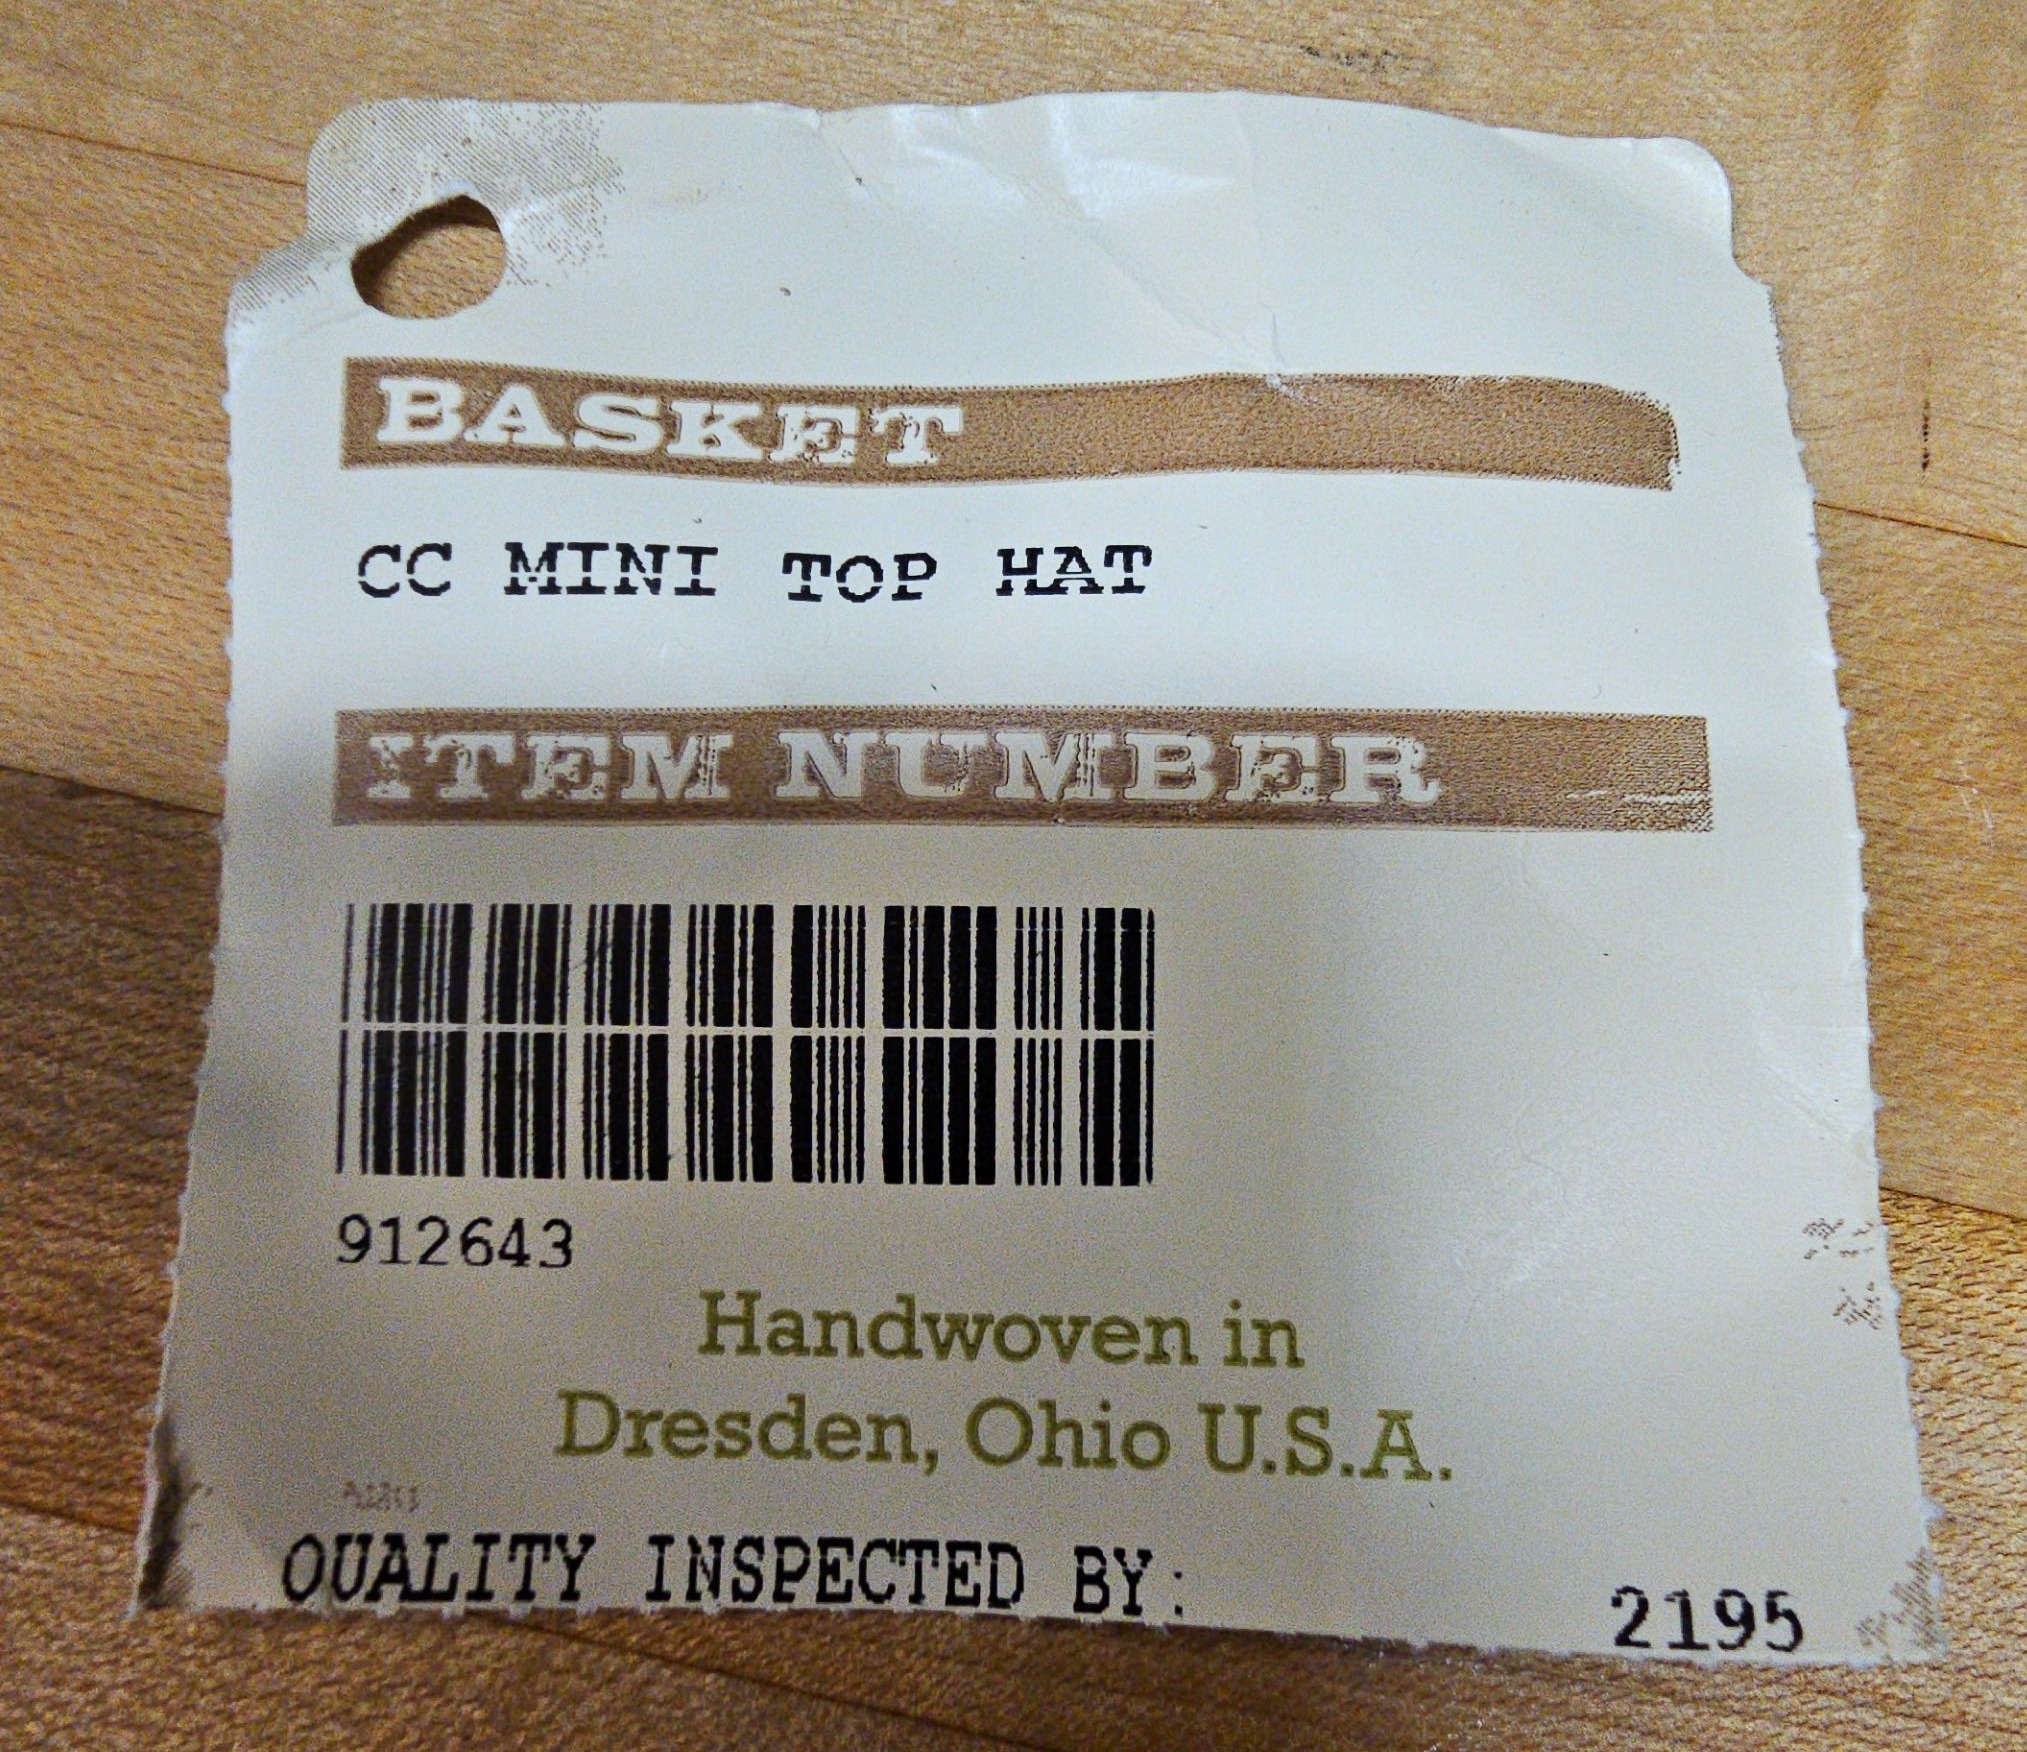 BASKET
CC MINI TOP HAT
ITEM NUMBER
912643
Handwoven in
Dresden, Ohio U.S.A.
QUALITY INSPECTED BY: 2195